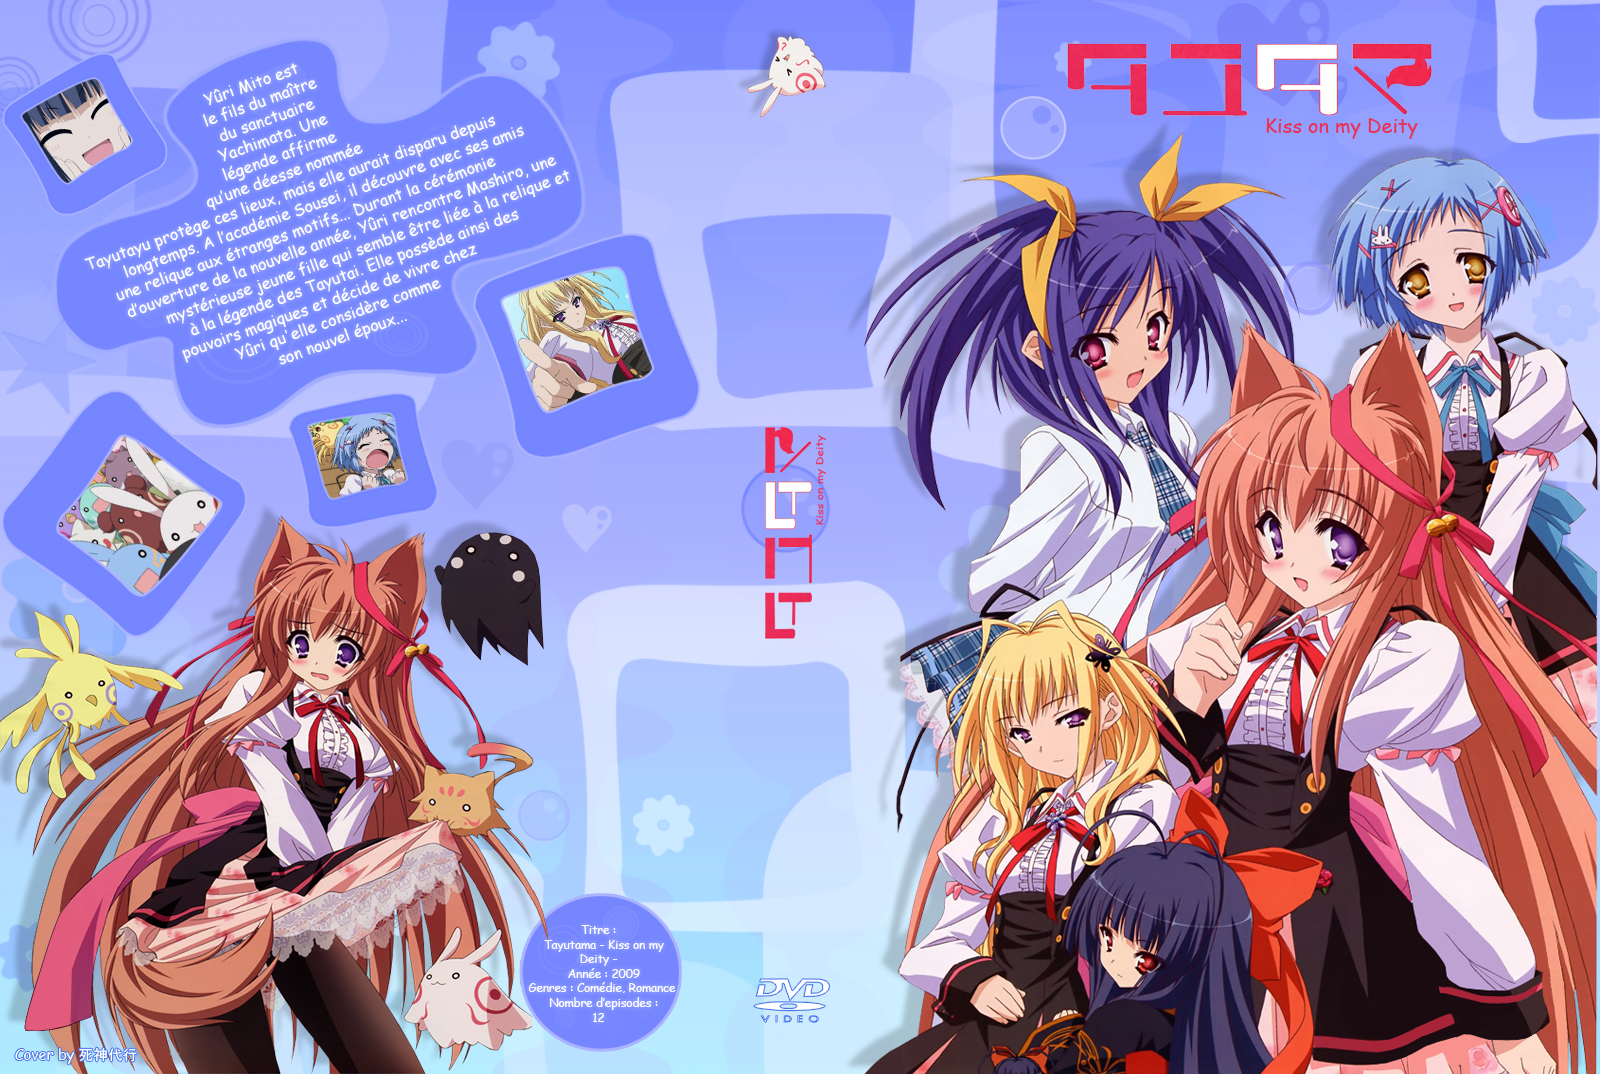 Yûri Mito est
le fils du maître
du sanctuaire
Yachimata. Une
légende affirme
qu'une déesse nommée
Tayutayu protège ces lieux, mais elle aurait disparu depuis
longtemps. A l'académie Sousei, il découvre avec ses amis
une relique aux étranges motifs... Durant la cérémonie
d'ouverture de la nouvelle année, Yûri rencontre Mashiro, une
mystérieuse jeune fille qui semble être liée à la relique et
à la légende des Tayutai. Elle possède ainsi des
pouvoirs magiques et décide de vivre chez
Yûri qu'elle considère comme
son nouvel époux...
Titre :
Tayutama - Kiss on my
Deity -
Année : 2009
Genres : Comédie, Romance
Nombre d'episodes :
12
Cover by 死神代行
タユタマ
Kiss on my Deity
DVD
VIDEO
タユタマ
Kiss on my Deity